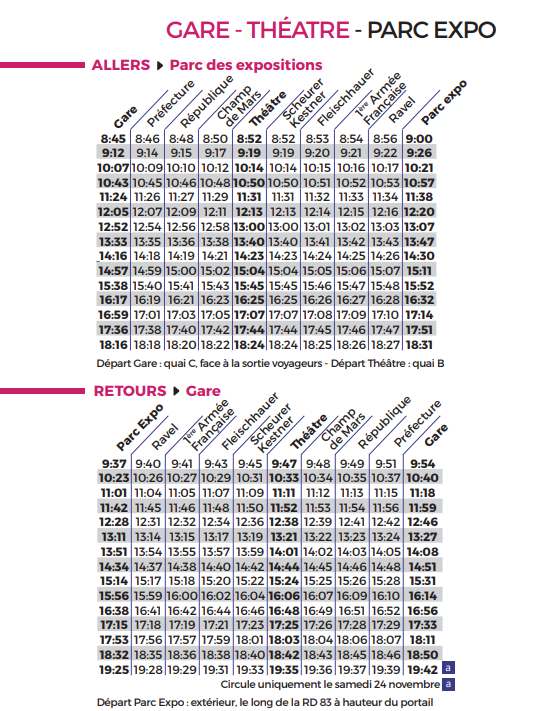 GARE - THÉATRE - PARC EXPO
ALLERS Parc des expositions
Gare Préfecture République Champ de Mars Théâtre Scheurer Kestner Fleischhauer 1ère Armée Française Ravel Parc expo
8:45 8:46 8:48 8:50 8:52 8:52 8:53 8:54 8:56 9:00
9:12 9:14 9:15 9:17 9:19 9:19 9:20 9:21 9:22 9:26
10:07 10:09 10:10 10:12 10:14 10:14 10:15 10:16 10:17 10:21
10:43 10:45 10:46 10:48 10:50 10:50 10:51 10:52 10:53 10:57
11:24 11:26 11:27 11:29 11:31 11:31 11:32 11:33 11:34 11:38
12:05 12:07 12:09 12:11 12:13 12:13 12:14 12:15 12:16 12:20
12:52 12:54 12:56 12:58 13:00 13:00 13:01 13:02 13:03 13:07
13:33 13:35 13:36 13:38 13:40 13:40 13:41 13:42 13:43 13:47
14:16 14:18 14:19 14:21 14:23 14:23 14:24 14:25 14:26 14:30
14:57 14:59 15:00 15:02 15:04 15:04 15:05 15:06 15:07 15:11
15:38 15:40 15:41 15:43 15:45 15:45 15:46 15:47 15:48 15:52
16:17 16:19 16:21 16:23 16:25 16:25 16:26 16:27 16:28 16:32
16:59 17:01 17:03 17:05 17:07 17:07 17:08 17:09 17:10 17:14
17:36 17:38 17:40 17:42 17:44 17:44 17:45 17:46 17:47 17:51
18:16 18:18 18:20 18:22 18:24 18:24 18:25 18:26 18:27 18:31
Départ Gare : quai C, face à la sortie voyageurs - Départ Théâtre : quai B
RETOURS Gare
Parc Expo Ravel 1ère Armée Française Fleischhauer Scheurer Kestner Théâtre Champ de Mars République Préfecture Gare
9:37 9:40 9:41 9:43 9:45 9:47 9:48 9:49 9:51 9:54
10:23 10:26 10:27 10:29 10:31 10:33 10:34 10:35 10:37 10:40
11:01 11:04 11:05 11:07 11:09 11:11 11:12 11:13 11:15 11:18
11:42 11:45 11:46 11:48 11:50 11:52 11:53 11:54 11:56 11:59
12:28 12:31 12:32 12:34 12:36 12:38 12:39 12:41 12:42 12:46
13:11 13:14 13:15 13:17 13:19 13:21 13:22 13:23 13:24 13:27
13:51 13:54 13:55 13:57 13:59 14:01 14:02 14:03 14:05 14:08
14:34 14:37 14:38 14:40 14:42 14:44 14:45 14:46 14:48 14:51
15:14 15:17 15:18 15:20 15:22 15:24 15:25 15:26 15:28 15:31
15:56 15:59 16:00 16:02 16:04 16:06 16:07 16:09 16:10 16:14
16:38 16:41 16:42 16:44 16:46 16:48 16:49 16:51 16:52 16:56
17:15 17:18 17:19 17:21 17:23 17:25 17:26 17:28 17:29 17:33
17:53 17:56 17:57 17:59 18:01 18:03 18:04 18:06 18:07 18:11
18:32 18:35 18:36 18:38 18:40 18:42 18:43 18:45 18:46 18:50
19:25 19:28 19:29 19:31 19:33 19:35 19:36 19:37 19:39 19:42 a
Circule uniquement le samedi 24 novembre a
Départ Parc Expo : extérieur, le long de la RD 83 à hauteur du portail